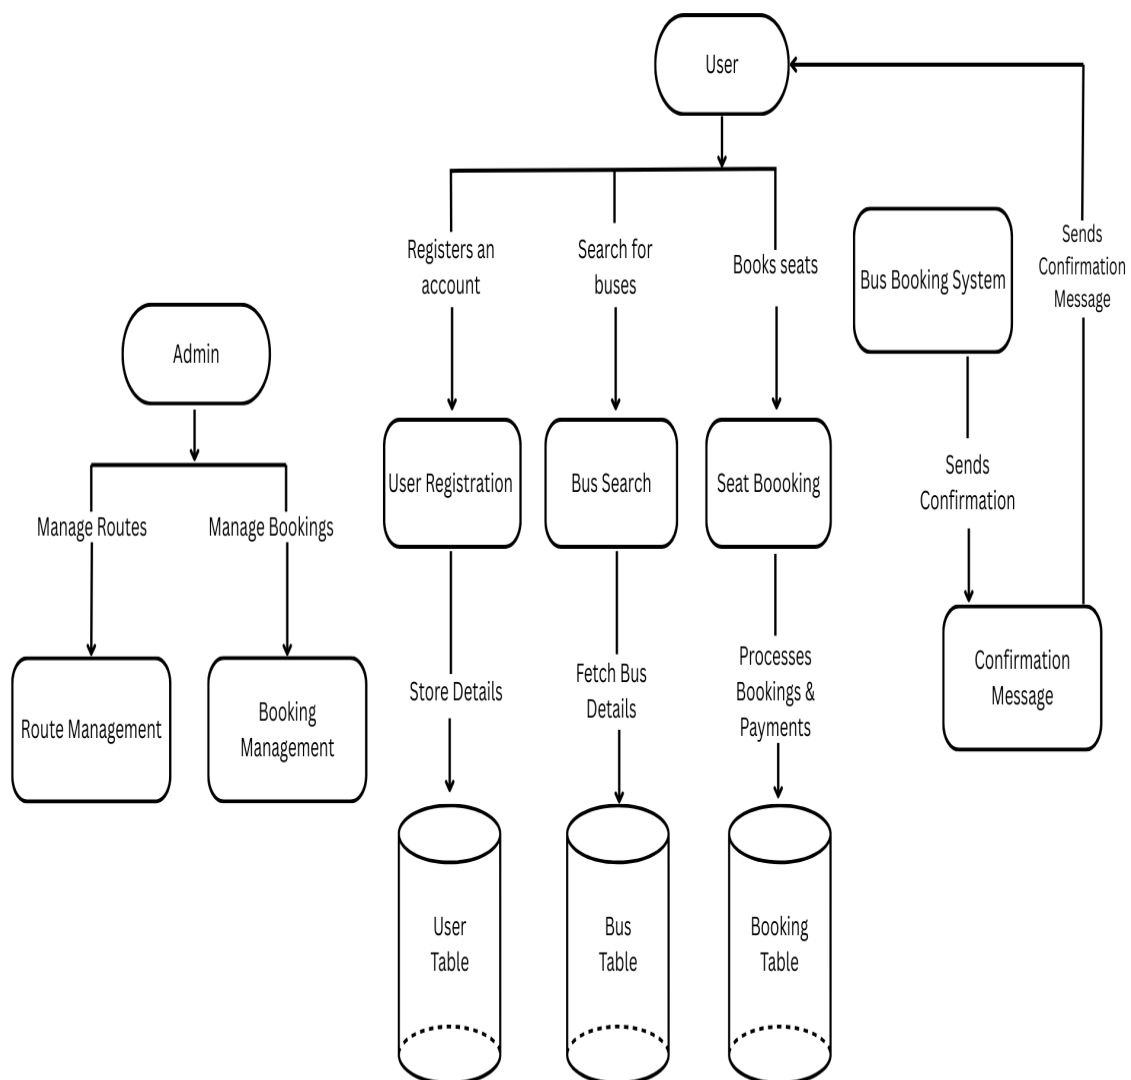 User
Registers an
account
Search for
buses
Books seats
Bus Booking System
Sends
Confirmation
Message
Admin
Manage Routes
Manage Bookings
User Registration
Bus Search
Seat Boooking
Sends
Confirmation
Route Management
Booking
Management
Store Details
Fetch Bus
Details
Processes
Bookings &
Payments
Confirmation
Message
User
Table
Bus
Table
Booking
Table